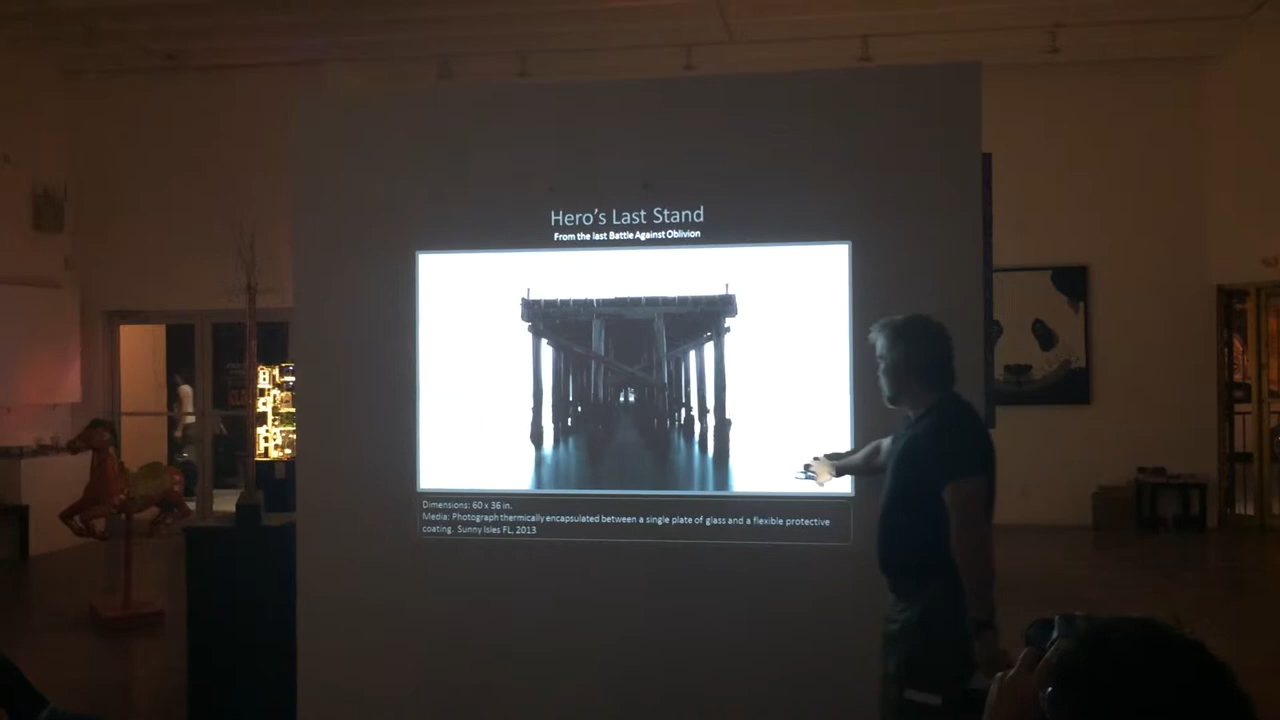 Hero's Last Stand
From the last Battle Against Oblivion
Dimensions: 60 x 36 in.
Media: Photograph thermically encapsulated between a single plate of glass and a flexible protective
coating. Sunny Isles FL, 2013